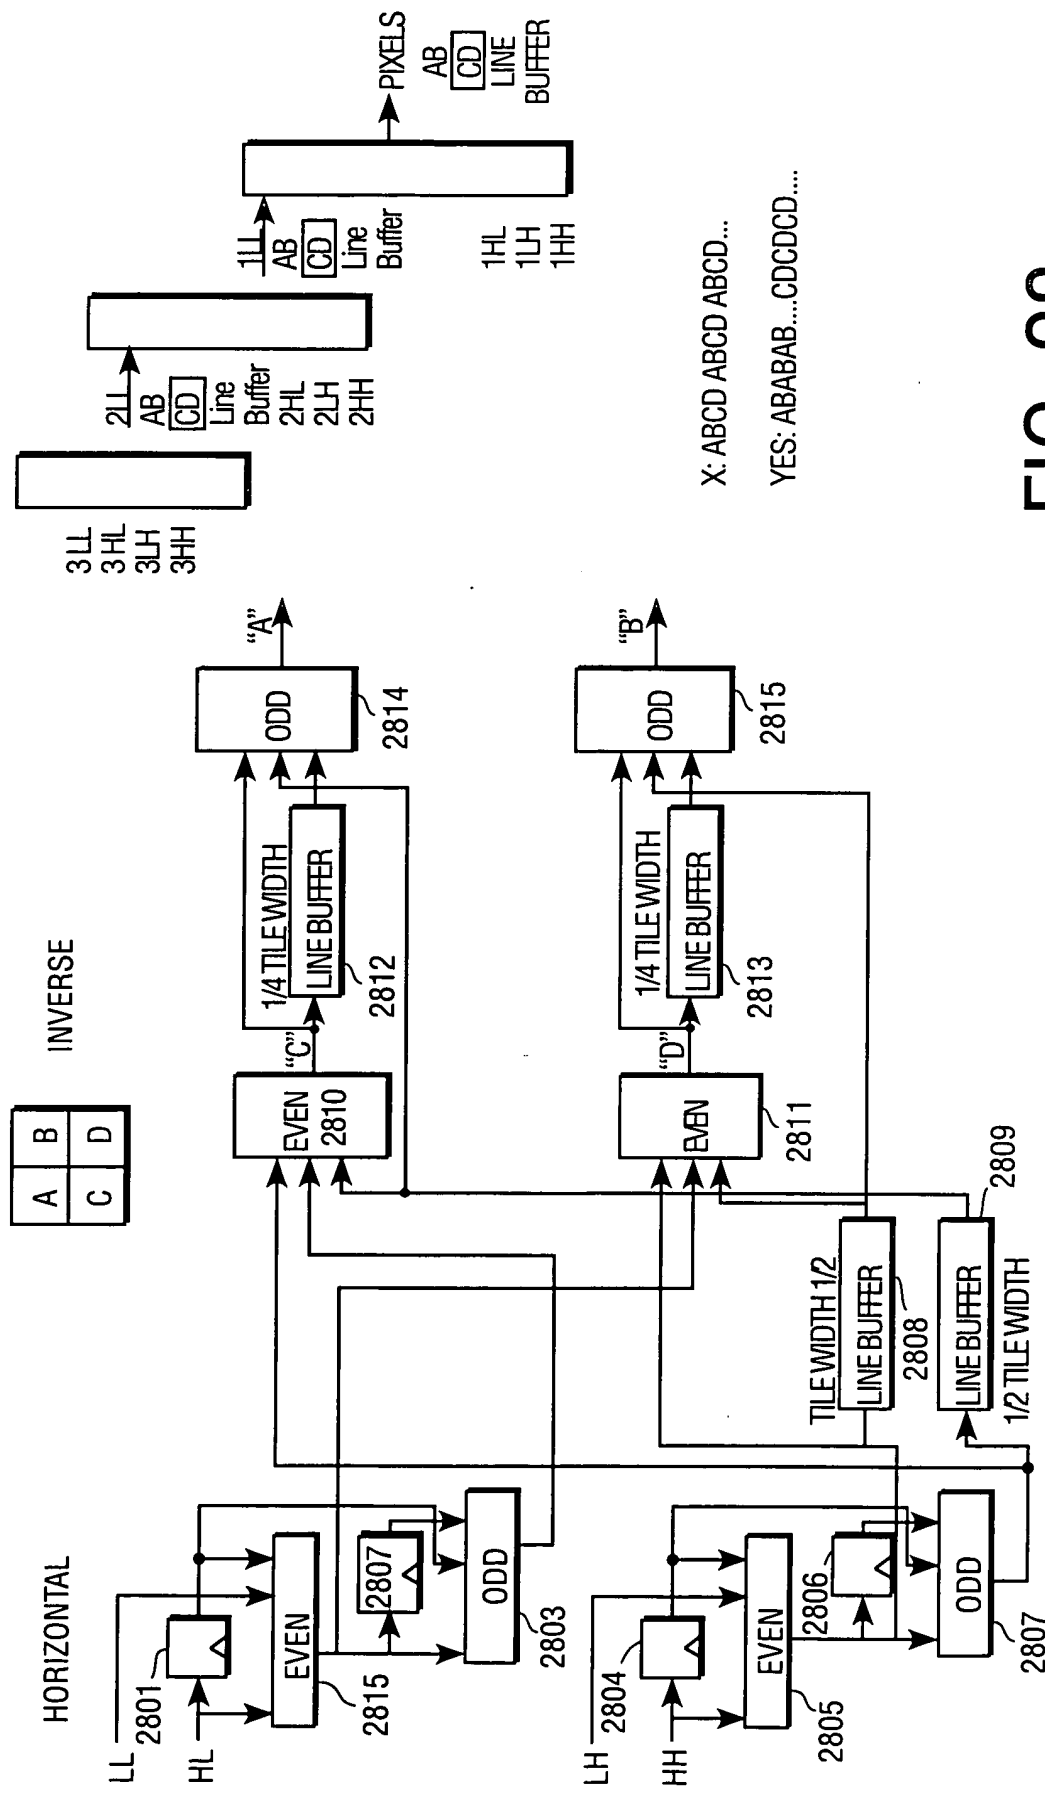 HORIZONTAL
INVERSE
A B
C D
LL
2801
HL
EVEN
2815
2807
ODD
2803
LH
2804
HH
EVEN
2805
2806
ODD
2807
TILE WIDTH 1/2
LINE BUFFER
2808
LINE BUFFER
2809
1/2 TILE WIDTH
EVEN
2810
"C"
1/4 TILE WIDTH
LINE BUFFER
2812
ODD
2814
"A"
EVEN
2811
"D"
1/4 TILE WIDTH
LINE BUFFER
2813
ODD
2815
"B"
3 LL
3 HL
3LH
3HH
2LL
AB
CD
Line
Buffer
2HL
2LH
2HH
1LL
AB
CD
Line
Buffer
1HL
1LH
1HH
PIXELS
AB
CD
LINE
BUFFER
X: ABCD ABCD ABCD...
YES: ABABAB....CDCDCD....